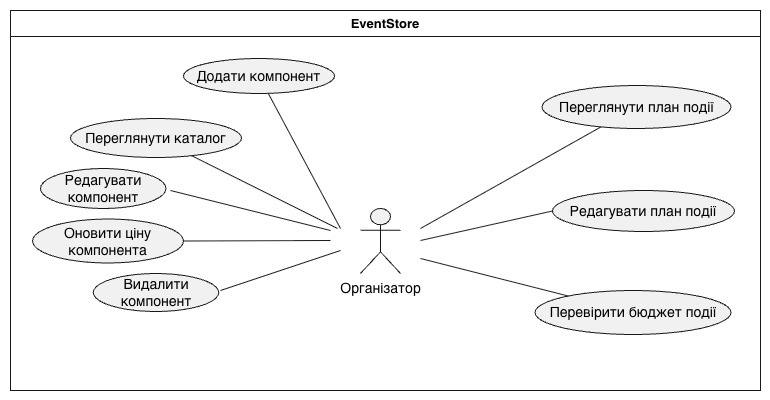 EventStore
Додати компонент
Переглянути каталог
Редагувати
компонент
Оновити ціну
компонента
Видалити
компонент
Організатор
Переглянути план події
Редагувати план події
Перевірити бюджет події